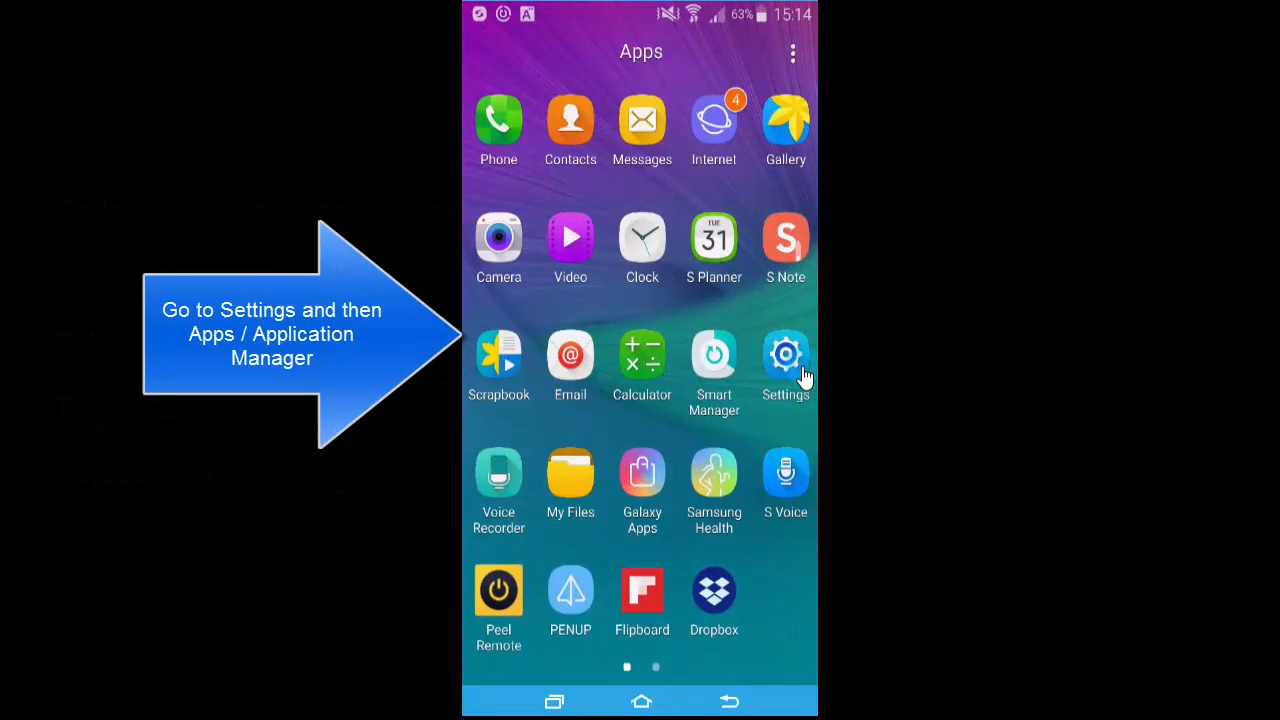 63% 15:14
Apps
4
Phone Contacts Messages Internet Gallery
TUE
31
S
Camera Video Clock S Planner S Note
Go to Settings and then
Apps / Application
Manager
@
Scrapbook Email Calculator Smart Settings
Manager
Voice My Files Galaxy Samsung S Voice
Recorder Apps Health
Peel PENUP Flipboard Dropbox
Remote